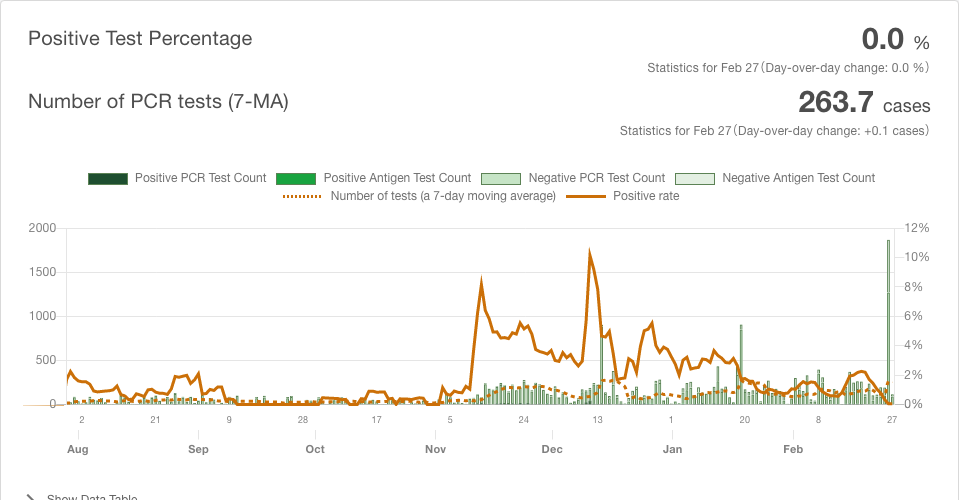 Positive Test Percentage
0.0 %
Statistics for Feb 27(Day-over-day change: 0.0 %)
Number of PCR tests (7-MA)
263.7 cases
Statistics for Feb 27(Day-over-day change: +0.1 cases)
Positive PCR Test Count Positive Antigen Test Count Negative PCR Test Count Negative Antigen Test Count
Number of tests (a 7-day moving average) Positive rate
2000 12%
10%
1500
8%
1000 6%
4%
500
2%
0 0%
2 21 9 28 17 5 24 13 1 20 8 27
Aug Sep Oct Nov Dec Jan Feb
Show Data Table